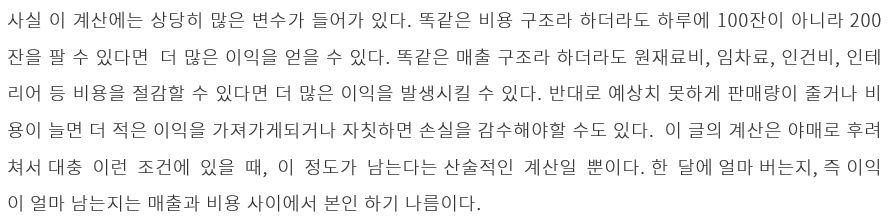 사실 이 계산에는 상당히 많은 변수가 들어가 있다. 똑같은 비용 구조라 하더라도 하루에 100잔이 아니라 200
잔을 팔 수 있다면 더 많은 이익을 얻을 수 있다. 똑같은 매출 구조라 하더라도 원재료비, 임차료, 인건비, 인테
리어 등 비용을 절감할 수 있다면 더 많은 이익을 발생시킬 수 있다. 반대로 예상치 못하게 판매량이 줄거나 비
용이 늘면 더 적은 이익을 가져가게되거나 자칫하면 손실을 감수해야할 수도 있다. 이 글의 계산은 야매로 후려
쳐서 대충 이런 조건에 있을 때, 이 정도가 남는다는 산술적인 계산일 뿐이다. 한 달에 얼마 버는지, 즉 이익
이 얼마 남는지는 매출과 비용 사이에서 본인 하기 나름이다.